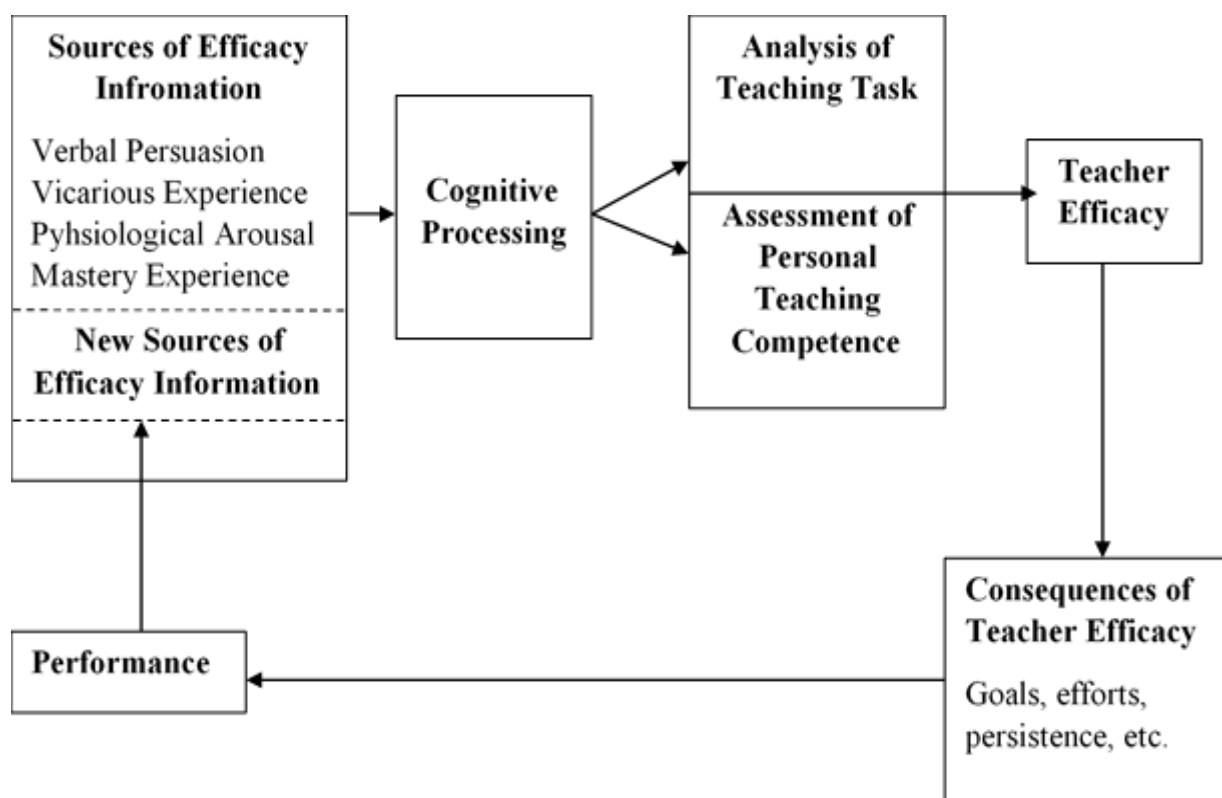 Sources of Efficacy
Infromation
Verbal Persuasion
Vicarious Experience
Pyhsiological Arousal
Mastery Experience
New Sources of
Efficacy Information
Cognitive
Processing
Analysis of
Teaching Task
Assessment of
Personal
Teaching
Competence
Teacher
Efficacy
Consequences of
Teacher Efficacy
Goals, efforts,
persistence, etc.
Performance